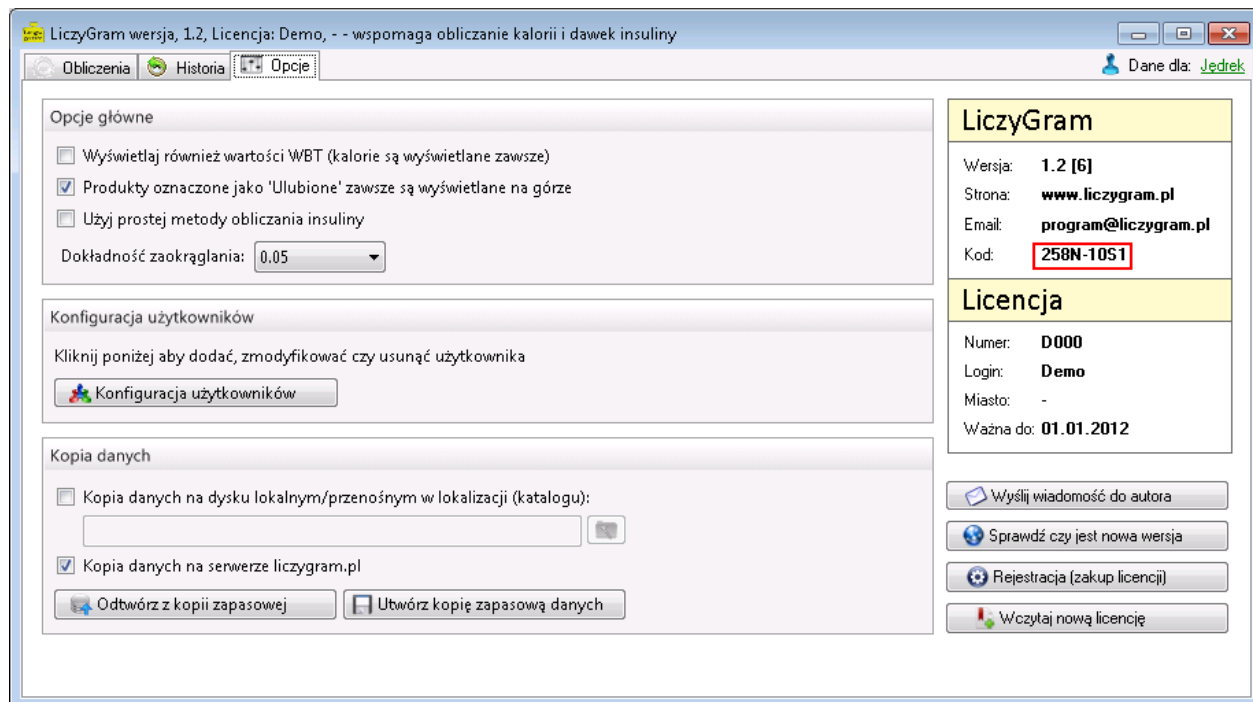 LiczyGram wersja, 1.2, Licencja: Demo, - - wspomaga obliczanie kalorii i dawek insuliny
Obliczenia Historia Opcje Dane dla: Jędrek
Opcje główne
Wyświetlaj również wartości WBT (kalorie są wyświetlane zawsze)
Produkty oznaczone jako 'Ulubione' zawsze są wyświetlane na górze
Użyj prostej metody obliczania insuliny
Dokładność zaokrąglania: 0.05
Konfiguracja użytkowników
Kliknij poniżej aby dodać, zmodyfikować czy usunąć użytkownika
Konfiguracja użytkowników
Kopia danych
Kopia danych na dysku lokalnym/przenośnym w lokalizacji (katalogu):
Kopia danych na serwerze liczygram.pl
Odtwórz z kopii zapasowej Utwórz kopię zapasową danych
LiczyGram
Wersja: 1.2 [6]
Strona: www.liczygram.pl
Email: program@liczygram.pl
Kod: 258N-10S1
Licencja
Numer: D000
Login: Demo
Miasto: -
Ważna do: 01.01.2012
Wyślij wiadomość do autora
Sprawdź czy jest nowa wersja
Rejestracja (zakup licencji)
Wczytaj nową licencję